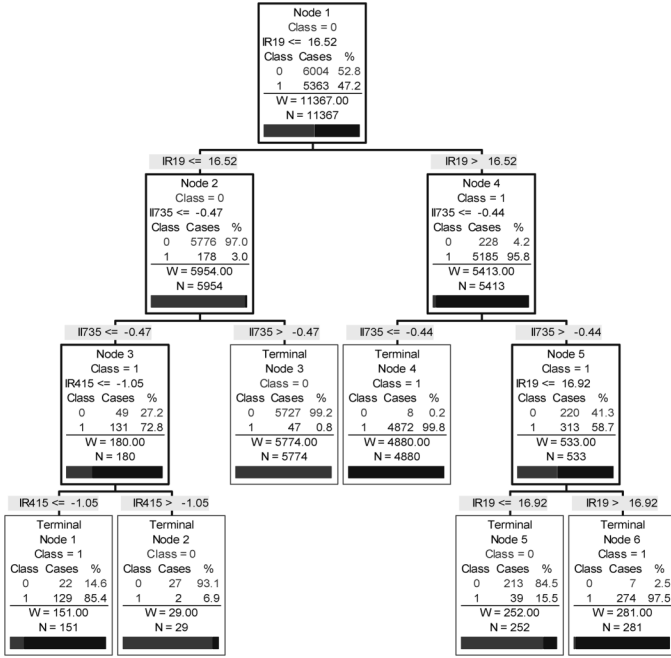 Node 1
Class = 0
IR19 <= 16.52
Class Cases %
0 6004 52.8
1 5363 47.2
W = 11367.00
N = 11367
IR19 <= 16.52
IR19 > 16.52
Node 2
Class = 0
II735 <= -0.47
Class Cases %
0 5776 97.0
1 178 3.0
W = 5954.00
N = 5954
Node 4
Class = 1
II735 <= -0.44
Class Cases %
0 228 4.2
1 5185 95.8
W = 5413.00
N = 5413
II735 <= -0.47
II735 > -0.47
II735 <= -0.44
II735 > -0.44
Node 3
Class = 1
IR415 <= -1.05
Class Cases %
0 49 27.2
1 131 72.8
W = 180.00
N = 180
Terminal
Node 3
Class = 0
Class Cases %
0 5727 99.2
1 47 0.8
W = 5774.00
N = 5774
Terminal
Node 4
Class = 1
Class Cases %
0 8 0.2
1 4872 99.8
W = 4880.00
N = 4880
Node 5
Class = 1
IR19 <= 16.92
Class Cases %
0 220 41.3
1 313 58.7
W = 533.00
N = 533
IR415 <= -1.05
IR415 > -1.05
IR19 <= 16.92
IR19 > 16.92
Terminal
Node 1
Class = 1
Class Cases %
0 22 14.6
1 129 85.4
W = 151.00
N = 151
Terminal
Node 2
Class = 0
Class Cases %
0 27 93.1
1 2 6.9
W = 29.00
N = 29
Terminal
Node 5
Class = 0
Class Cases %
0 213 84.5
1 39 15.5
W = 252.00
N = 252
Terminal
Node 6
Class = 1
Class Cases %
0 7 2.5
1 274 97.5
W = 281.00
N = 281